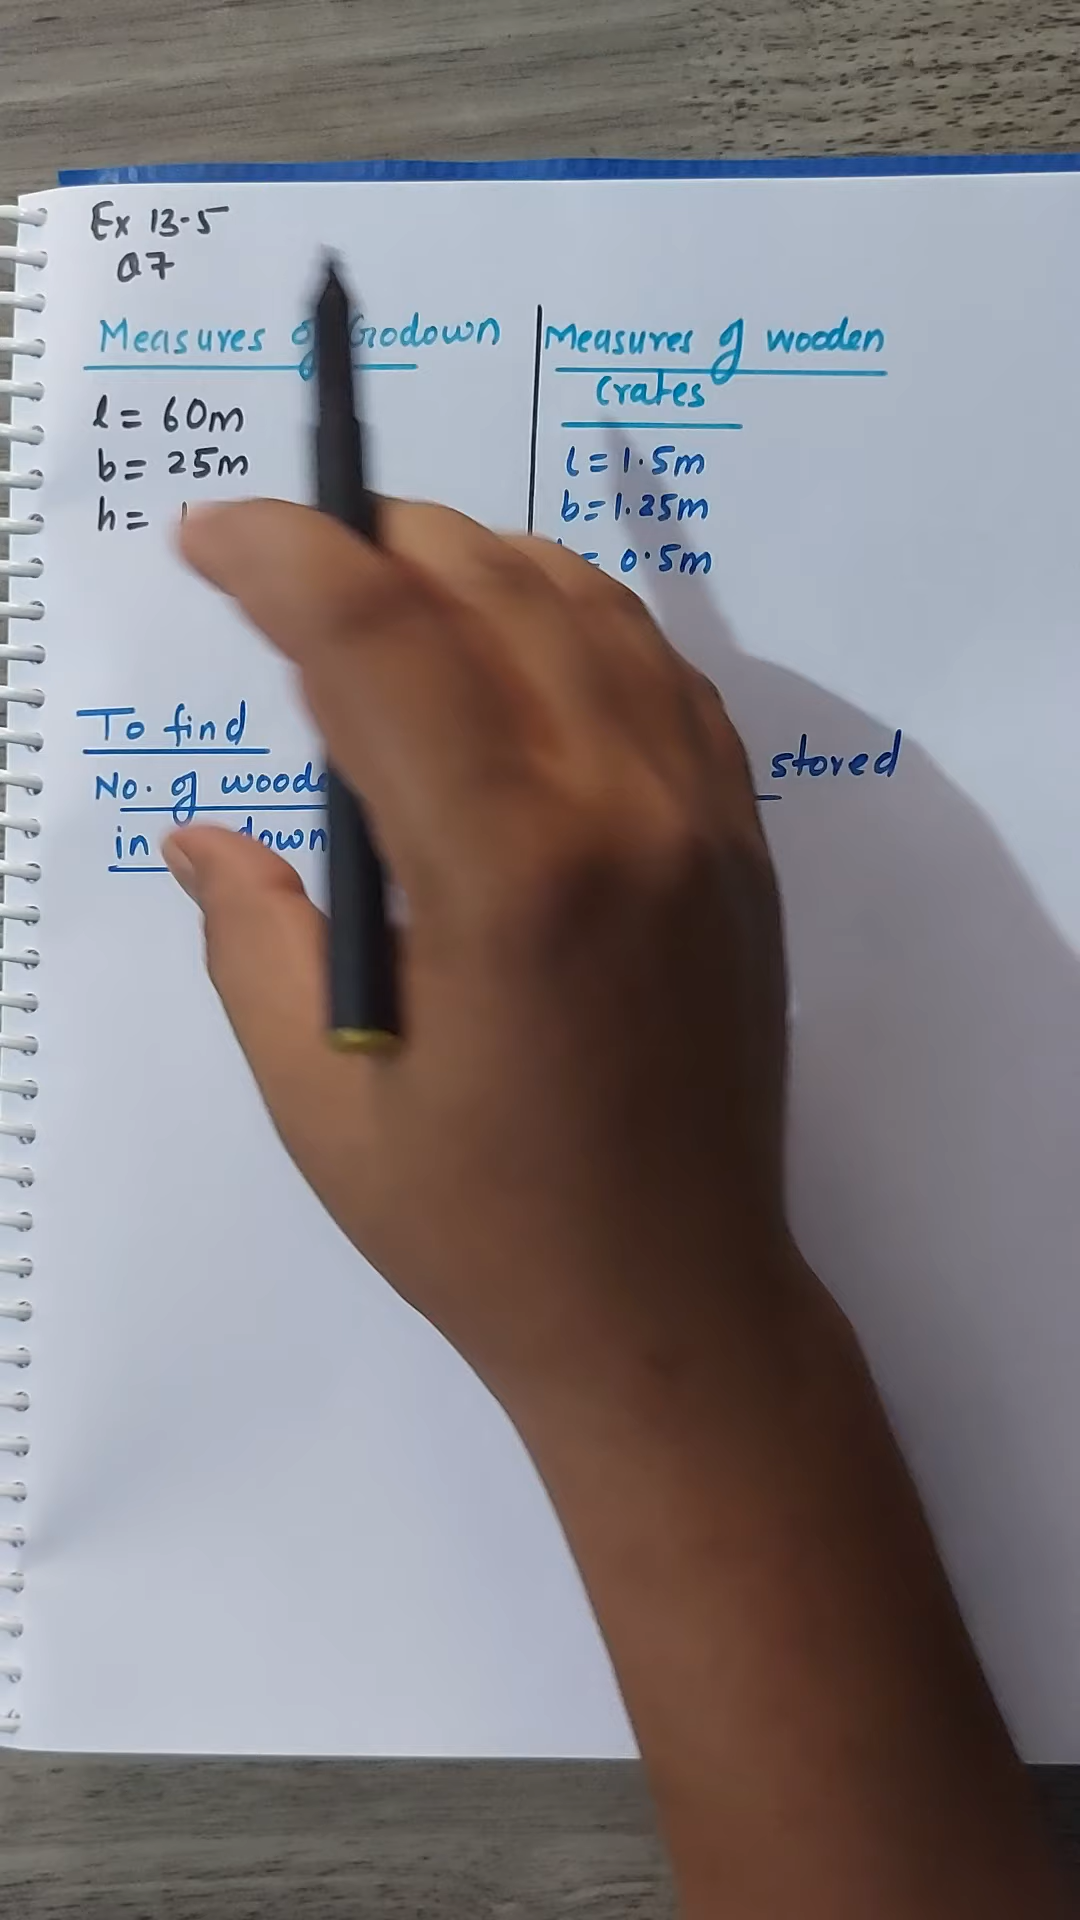 Ex 13.5
Q7
Measures of Godown
l = 60m
b = 25m
h =
Measures of wooden
Crates
l = 1.5m
b = 1.25m
= 0.5m
To find
No. of
stored
in